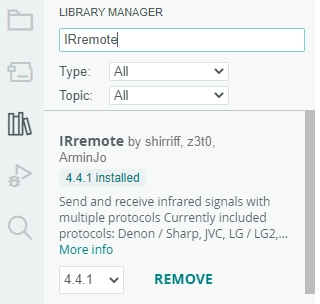 LIBRARY MANAGER
IRremote
Type: All
Topic: All
IRremote by shirriff, z3t0,
ArminJo
4.4.1 installed
Send and receive infrared signals with
multiple protocols Currently included
protocols: Denon / Sharp, JVC, LG / LG2,...
More info
4.4.1 REMOVE